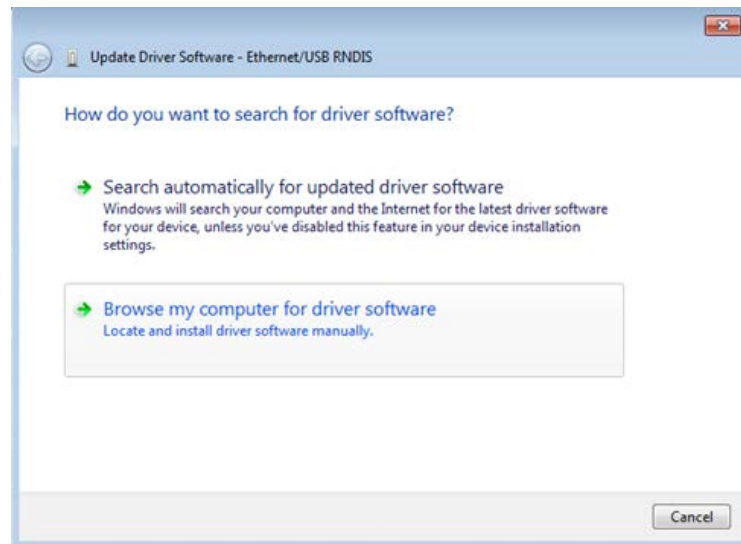 Update Driver Software - Ethernet/USB RNDIS
How do you want to search for driver software?
Search automatically for updated driver software
Windows will search your computer and the Internet for the latest driver software
for your device, unless you've disabled this feature in your device installation
settings.
Browse my computer for driver software
Locate and install driver software manually.
Cancel